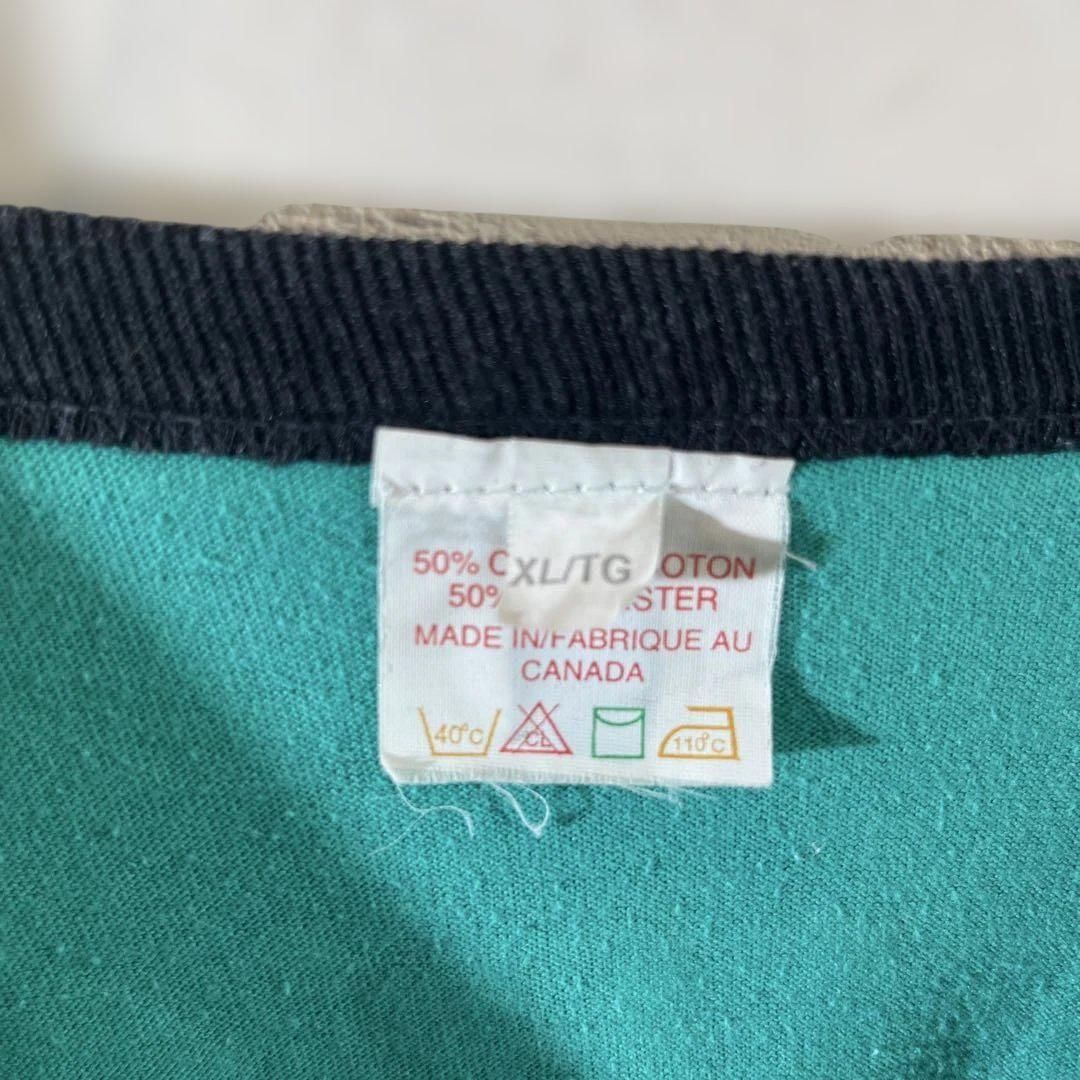 XL/TG
50% C OTON
50% STER
MADE IN/FABRIQUE AU
CANADA
40°C CL 110°C